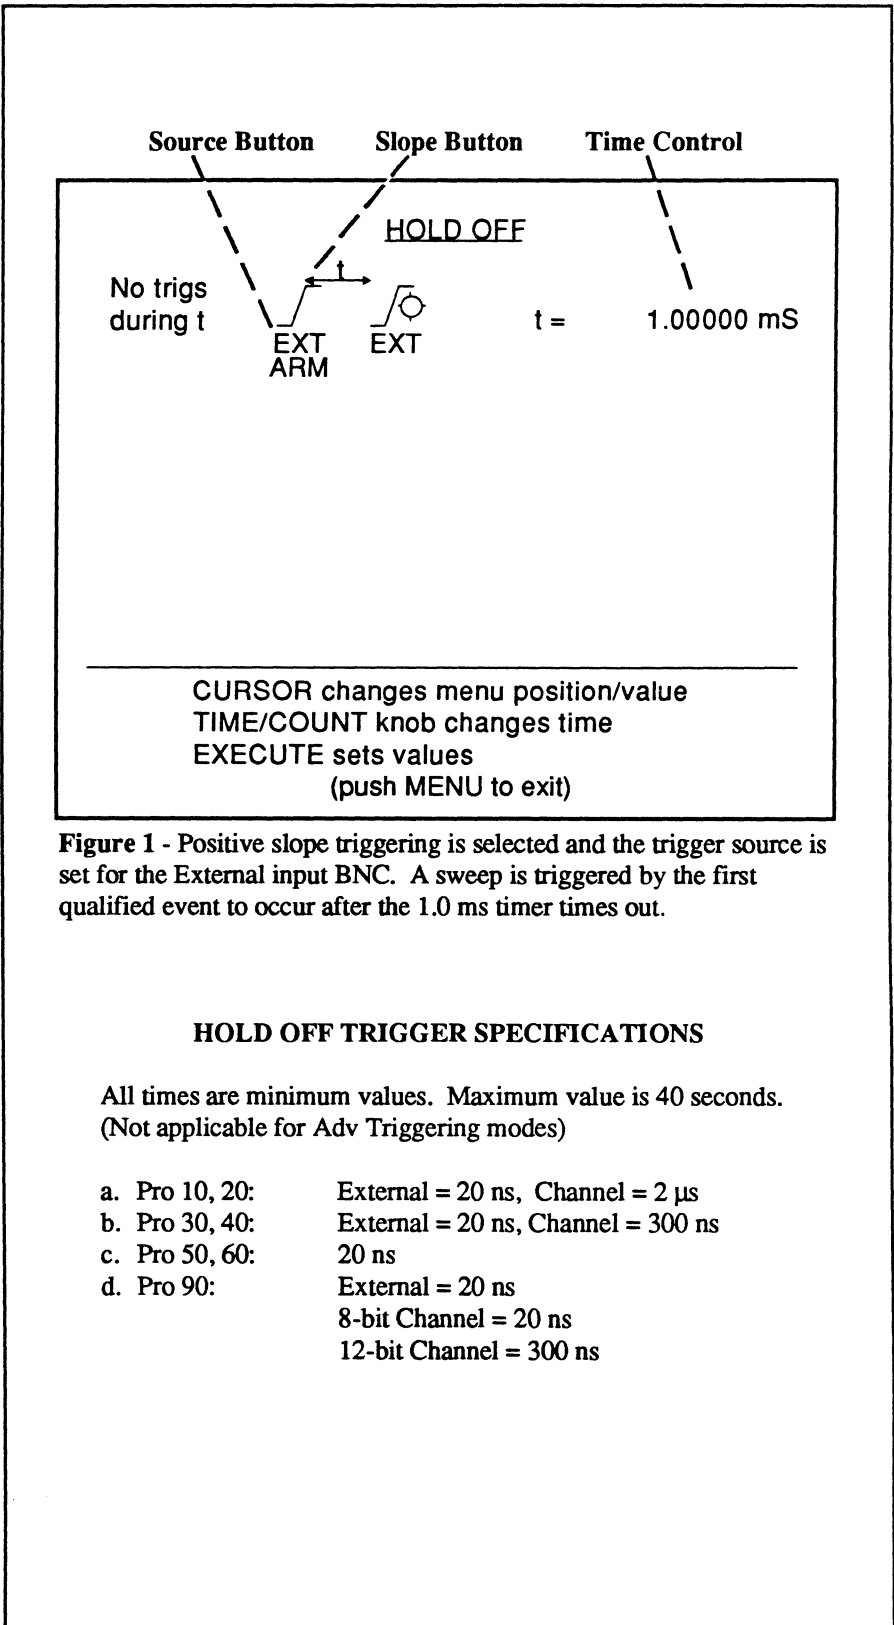 Source Button Slope Button Time Control
HOLD OFF
t
No trigs
during t
EXT
ARM
EXT
t = 1.00000 mS
CURSOR changes menu position/value
TIME/COUNT knob changes time
EXECUTE sets values
(push MENU to exit)
Figure 1 - Positive slope triggering is selected and the trigger source is
set for the External input BNC. A sweep is triggered by the first
qualified event to occur after the 1.0 ms timer times out.
HOLD OFF TRIGGER SPECIFICATIONS
All times are minimum values. Maximum value is 40 seconds.
(Not applicable for Adv Triggering modes)
a. Pro 10, 20: External = 20 ns, Channel = 2 µs
b. Pro 30, 40: External = 20 ns, Channel = 300 ns
c. Pro 50, 60: 20 ns
d. Pro 90: External = 20 ns
8-bit Channel = 20 ns
12-bit Channel = 300 ns